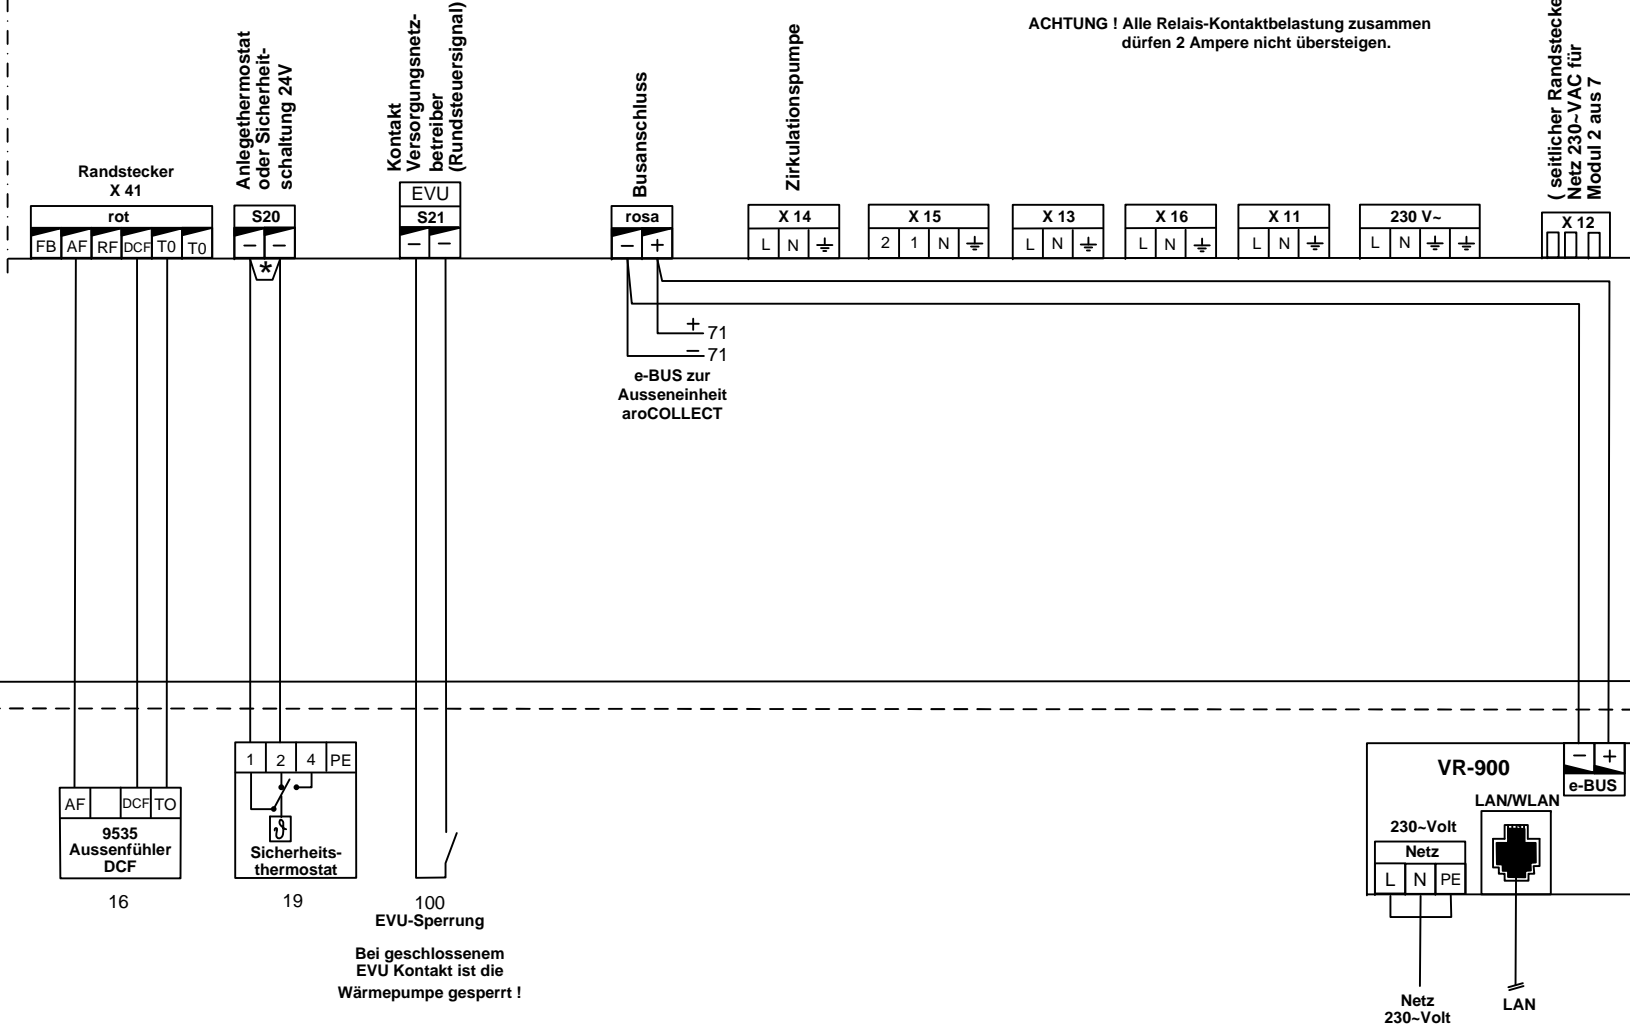 ACHTUNG ! Alle Relais-Kontaktbelastung zusammen
dürfen 2 Ampere nicht übersteigen.
Randstecker
X 41
rot
FB AF RF DCF T0 T0
Anlegethermostat
oder Sicherheit-
schaltung 24V
S20
– –
*
Kontakt
Versorgungsnetz-
betreiber
(Rundsteuersignal)
EVU
S21
– –
Busanschluss
rosa
– +
Zirkulationspumpe
X 14
L N
X 15
2 1 N
X 13
L N
X 16
L N
X 11
L N
230 V~
L N
( seitlicher Randstecke
Netz 230~VAC für
Modul 2 aus 7
X 12
+ 71
– 71
e-BUS zur
Ausseneinheit
aroCOLLECT
AF DCF TO
9535
Aussenfühler
DCF
16
1 2 4 PE
ϑ
Sicherheits-
thermostat
19
100
EVU-Sperrung
Bei geschlossenem
EVU Kontakt ist die
Wärmepumpe gesperrt !
VR-900
– +
e-BUS
LAN/WLAN
230~Volt
Netz
L N PE
Netz
230~Volt
LAN